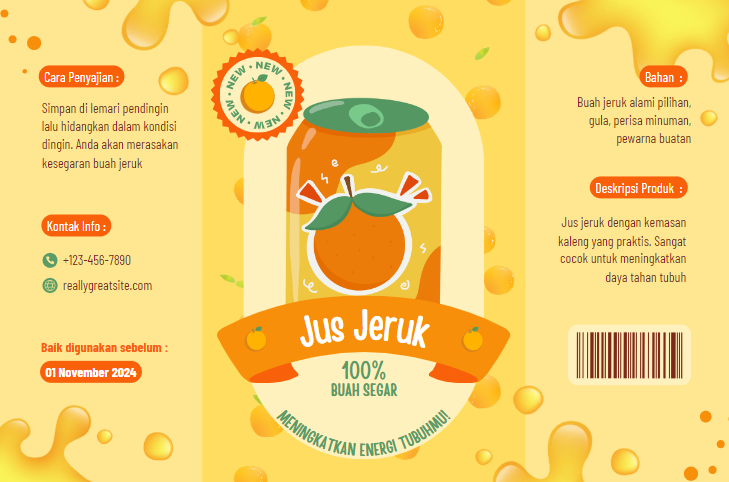 Cara Penyajian :
Simpan di lemari pendingin
lalu hidangkan dalam kondisi
dingin. Anda akan merasakan
kesegaran buah jeruk
Kontak Info :
+123-456-7890
reallygreatsite.com
Baik digunakan sebelum :
01 November 2024
NEW • NEW • NEW • NEW • NEW • NEW •
Jus Jeruk
100%
BUAH SEGAR
MENINGKATKAN ENERGI TUBUHMU!
Bahan :
Buah jeruk alami pilihan,
gula, perisa minuman,
pewarna buatan
Deskripsi Produk :
Jus jeruk dengan kemasan
kaleng yang praktis. Sangat
cocok untuk meningkatkan
daya tahan tubuh